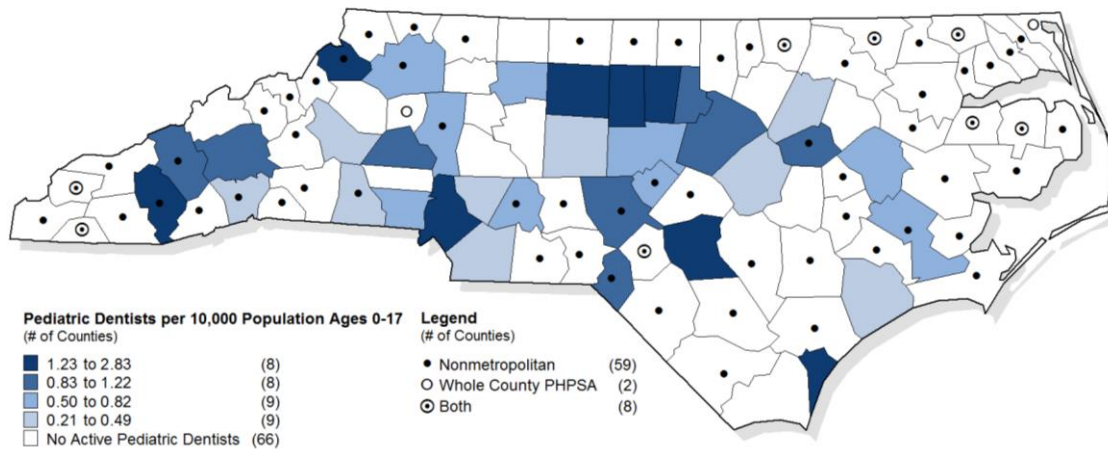 Pediatric Dentists per 10,000 Population Ages 0-17
(# of Counties)
1.23 to 2.83 (8)
0.83 to 1.22 (8)
0.50 to 0.82 (9)
0.21 to 0.49 (9)
No Active Pediatric Dentists (66)
Legend
(# of Counties)
Nonmetropolitan (59)
Whole County PHPSA (2)
Both (8)